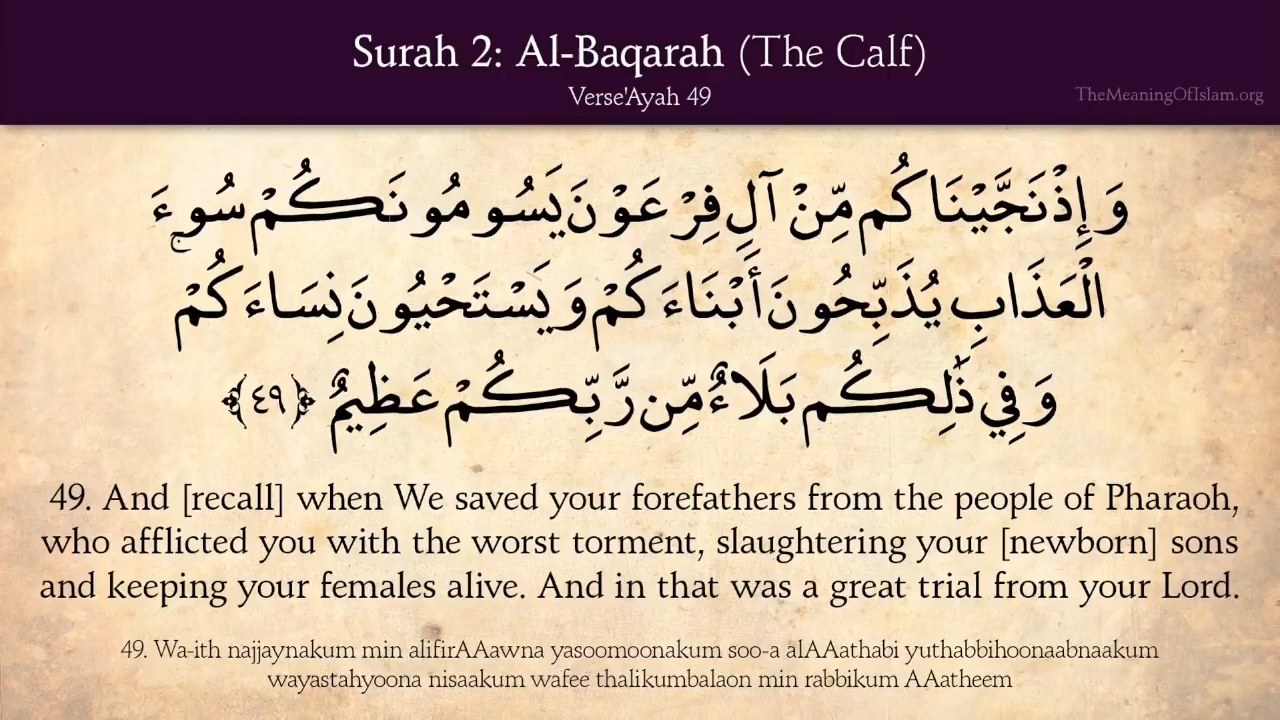 Surah 2: Al-Baqarah (The Calf)
Verse'Ayah 49
TheMeaningOfIslam.org
وَإِذْ نَجَّيْنَاكُم مِّنْ آلِ فِرْعَوْنَ يَسُومُونَكُمْ سُوءَ
الْعَذَابِ يُذَبِّحُونَ أَبْنَاءَكُمْ وَيَسْتَحْيُونَ نِسَاءَكُمْ ۚ
وَفِي ذَٰلِكُم بَلَاءٌ مِّن رَّبِّكُمْ عَظِيمٌ ﴿٤٩﴾
49. And [recall] when We saved your forefathers from the people of Pharaoh,
who afflicted you with the worst torment, slaughtering your [newborn] sons
and keeping your females alive. And in that was a great trial from your Lord.
49. Wa-ith najjaynakum min alifirAAawna yasoomoonakum soo-a alAAathabi yuthabbihoonaabnaakum
wayastahyoona nisaakum wafee thalikumbalaon min rabbikum AAatheem